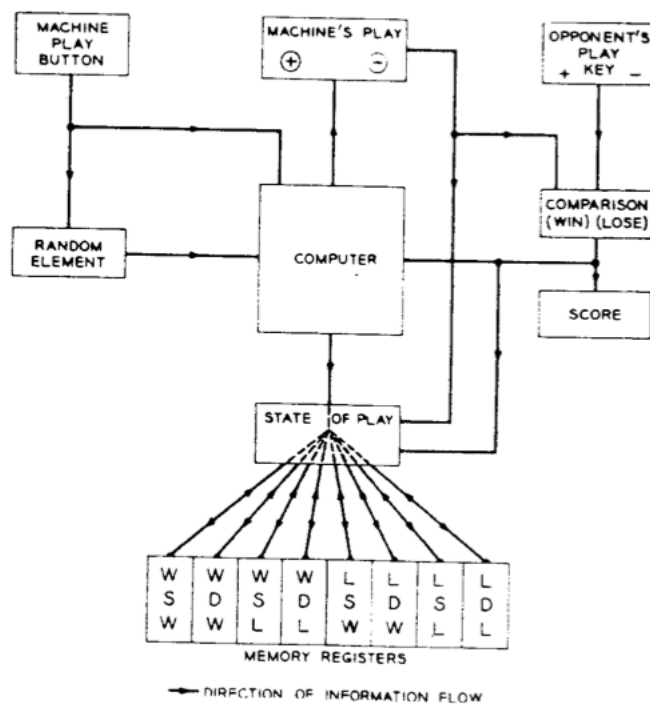 MACHINE
PLAY
BUTTON
MACHINE'S PLAY
+ -
OPPONENT'S
PLAY
+ KEY -
RANDOM
ELEMENT
COMPUTER
COMPARISON
(WIN) (LOSE)
SCORE
STATE OF PLAY
W W W W L L L L
S D S D S D S D
W W L L W W L L
MEMORY REGISTERS
DIRECTION OF INFORMATION FLOW